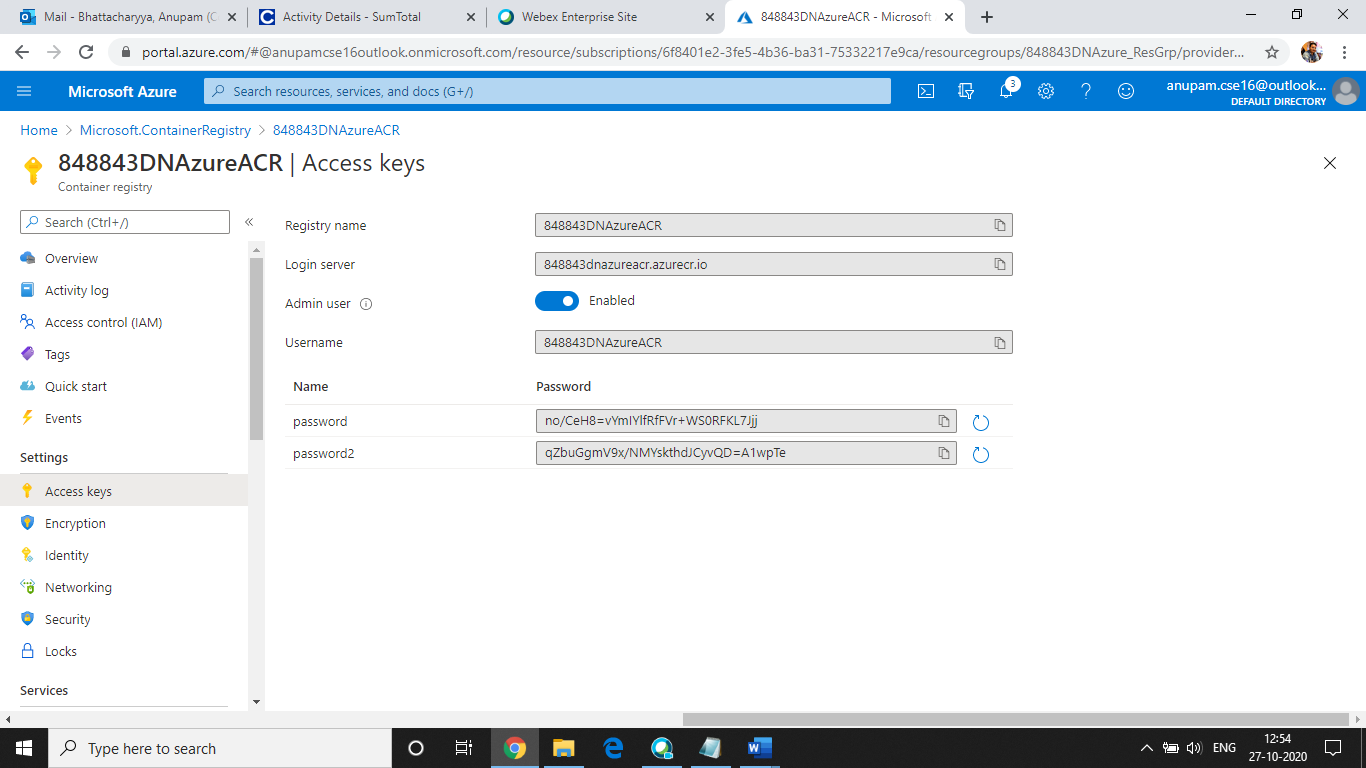 Mail - Bhattacharyya, Anupam (C
Activity Details - SumTotal
Webex Enterprise Site
848843DNAzureACR - Microsoft
portal.azure.com/#@anupamcse16outlook.onmicrosoft.com/resource/subscriptions/6f8401e2-3fe5-4b36-ba31-75332217e9ca/resourcegroups/848843DNAzure_ResGrp/provider...
Microsoft Azure
Search resources, services, and docs (G+/)
3
anupam.cse16@outlook...
DEFAULT DIRECTORY
Home > Microsoft.ContainerRegistry > 848843DNAzureACR
848843DNAzureACR | Access keys
Container registry
Search (Ctrl+/)
Overview
Activity log
Access control (IAM)
Tags
Quick start
Events
Settings
Access keys
Encryption
Identity
Networking
Security
Locks
Services
Registry name
848843DNAzureACR
Login server
848843dnazureacr.azurecr.io
Admin user
Enabled
Username
848843DNAzureACR
Name Password
password no/CeH8=vYmIYlfRfFVr+WS0RFKL7Jjj
password2 qZbuGgmV9x/NMYskthdJCyvQD=A1wpTe
Type here to search
ENG
12:54
27-10-2020